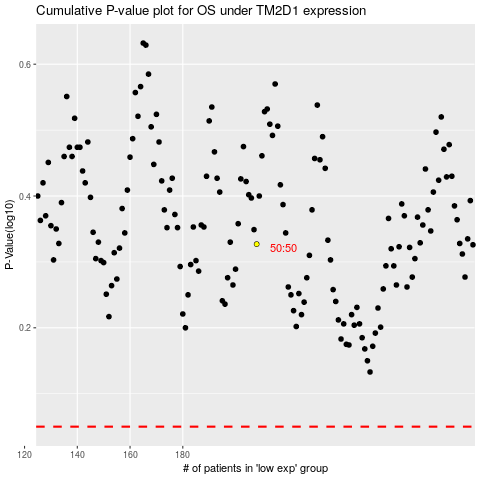 Cumulative P-value plot for OS under TM2D1 expression
P-Value(log10)
0.6
0.4
0.2
50:50
120 140 160 180
# of patients in 'low exp' group